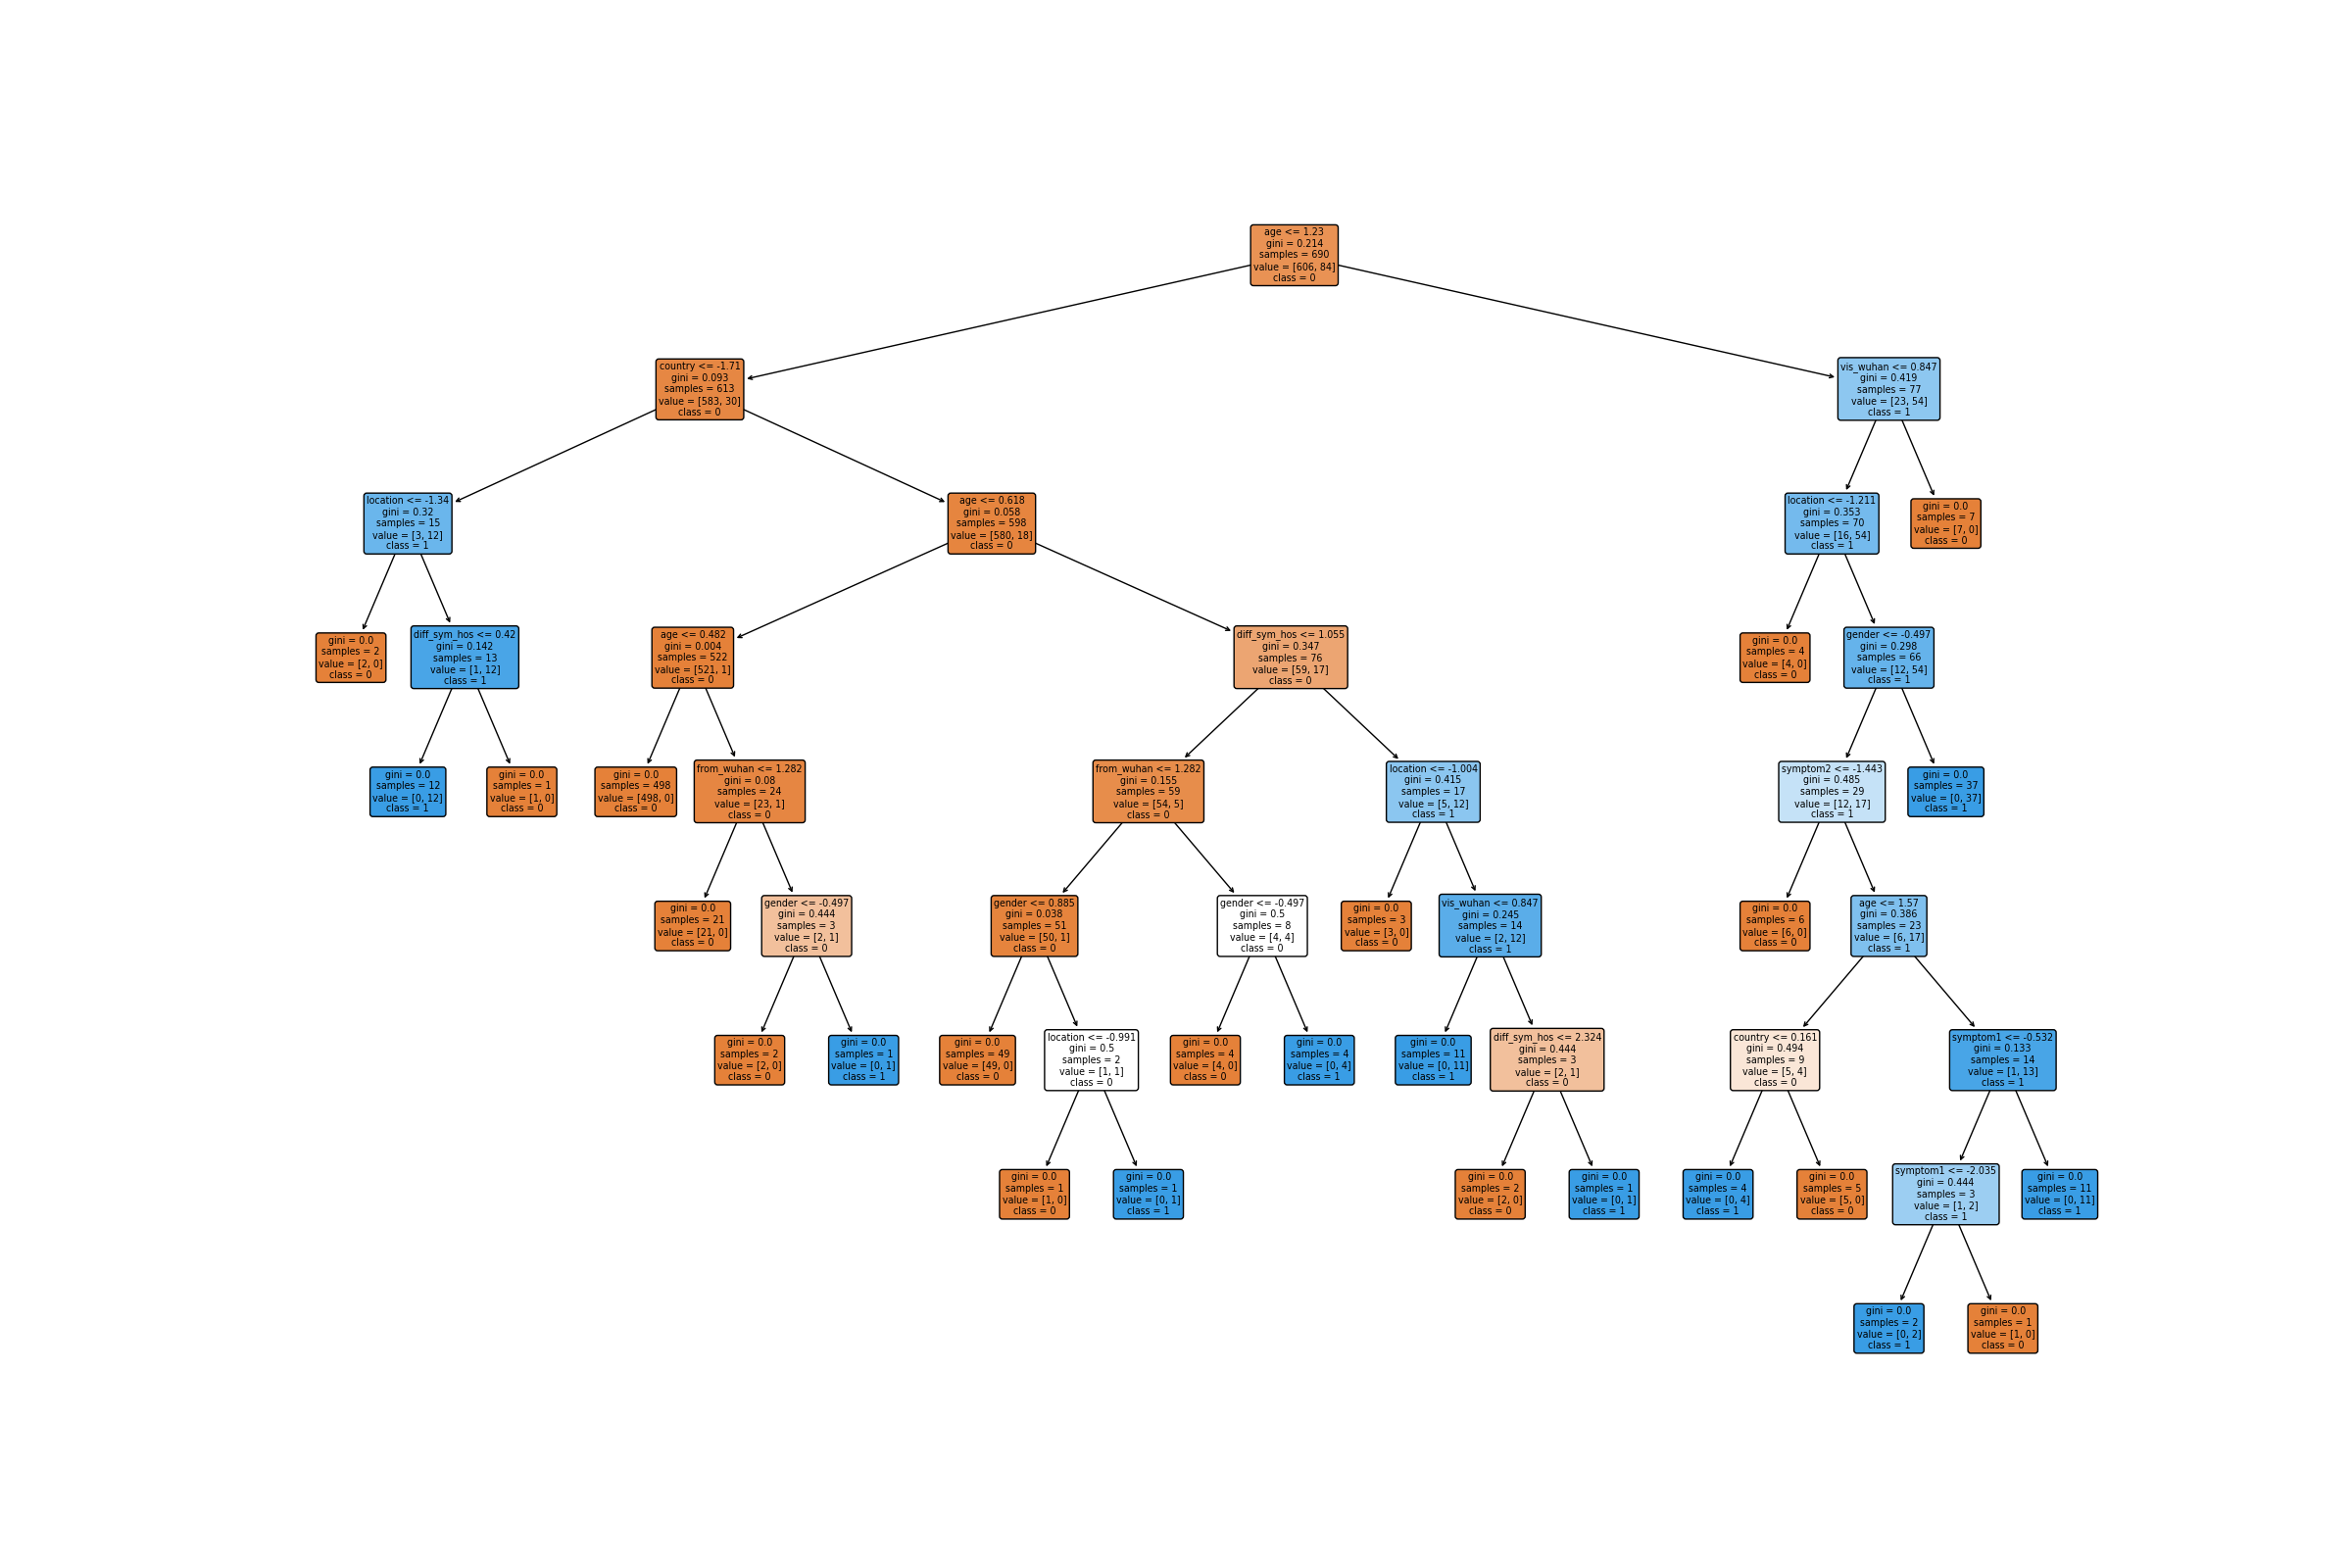 age <= 1.23
gini = 0.214
samples = 690
value = [606, 84]
class = 0
country <= -1.71
gini = 0.093
samples = 613
value = [583, 30]
class = 0
vis_wuhan <= 0.847
gini = 0.419
samples = 77
value = [23, 54]
class = 1
location <= -1.34
gini = 0.32
samples = 15
value = [3, 12]
class = 1
age <= 0.618
gini = 0.058
samples = 598
value = [580, 18]
class = 0
location <= -1.211
gini = 0.353
samples = 70
value = [16, 54]
class = 1
gini = 0.0
samples = 7
value = [7, 0]
class = 0
gini = 0.0
samples = 2
value = [2, 0]
class = 0
diff_sym_hos <= 0.42
gini = 0.142
samples = 13
value = [1, 12]
class = 1
age <= 0.482
gini = 0.004
samples = 522
value = [521, 1]
class = 0
diff_sym_hos <= 1.055
gini = 0.347
samples = 76
value = [59, 17]
class = 0
gini = 0.0
samples = 4
value = [4, 0]
class = 0
gender <= -0.497
gini = 0.298
samples = 66
value = [12, 54]
class = 1
gini = 0.0
samples = 12
value = [0, 12]
class = 1
gini = 0.0
samples = 1
value = [1, 0]
class = 0
gini = 0.0
samples = 498
value = [498, 0]
class = 0
from_wuhan <= 1.282
gini = 0.08
samples = 24
value = [23, 1]
class = 0
from_wuhan <= 1.282
gini = 0.155
samples = 59
value = [54, 5]
class = 0
location <= -1.004
gini = 0.415
samples = 17
value = [5, 12]
class = 1
symptom2 <= -1.443
gini = 0.485
samples = 29
value = [12, 17]
class = 1
gini = 0.0
samples = 37
value = [0, 37]
class = 1
gini = 0.0
samples = 21
value = [21, 0]
class = 0
gender <= -0.497
gini = 0.444
samples = 3
value = [2, 1]
class = 0
gender <= 0.885
gini = 0.038
samples = 51
value = [50, 1]
class = 0
gender <= -0.497
gini = 0.5
samples = 8
value = [4, 4]
class = 0
gini = 0.0
samples = 3
value = [3, 0]
class = 0
vis_wuhan <= 0.847
gini = 0.245
samples = 14
value = [2, 12]
class = 1
gini = 0.0
samples = 6
value = [6, 0]
class = 0
age <= 1.57
gini = 0.386
samples = 23
value = [6, 17]
class = 1
gini = 0.0
samples = 2
value = [2, 0]
class = 0
gini = 0.0
samples = 1
value = [0, 1]
class = 1
gini = 0.0
samples = 49
value = [49, 0]
class = 0
location <= -0.991
gini = 0.5
samples = 2
value = [1, 1]
class = 0
gini = 0.0
samples = 4
value = [4, 0]
class = 0
gini = 0.0
samples = 4
value = [0, 4]
class = 1
gini = 0.0
samples = 11
value = [0, 11]
class = 1
diff_sym_hos <= 2.324
gini = 0.444
samples = 3
value = [2, 1]
class = 0
country <= 0.161
gini = 0.494
samples = 9
value = [5, 4]
class = 0
symptom1 <= -0.532
gini = 0.133
samples = 14
value = [1, 13]
class = 1
gini = 0.0
samples = 1
value = [1, 0]
class = 0
gini = 0.0
samples = 1
value = [0, 1]
class = 1
gini = 0.0
samples = 2
value = [2, 0]
class = 0
gini = 0.0
samples = 1
value = [0, 1]
class = 1
gini = 0.0
samples = 4
value = [0, 4]
class = 1
gini = 0.0
samples = 5
value = [5, 0]
class = 0
symptom1 <= -2.035
gini = 0.444
samples = 3
value = [1, 2]
class = 1
gini = 0.0
samples = 11
value = [0, 11]
class = 1
gini = 0.0
samples = 2
value = [0, 2]
class = 1
gini = 0.0
samples = 1
value = [1, 0]
class = 0